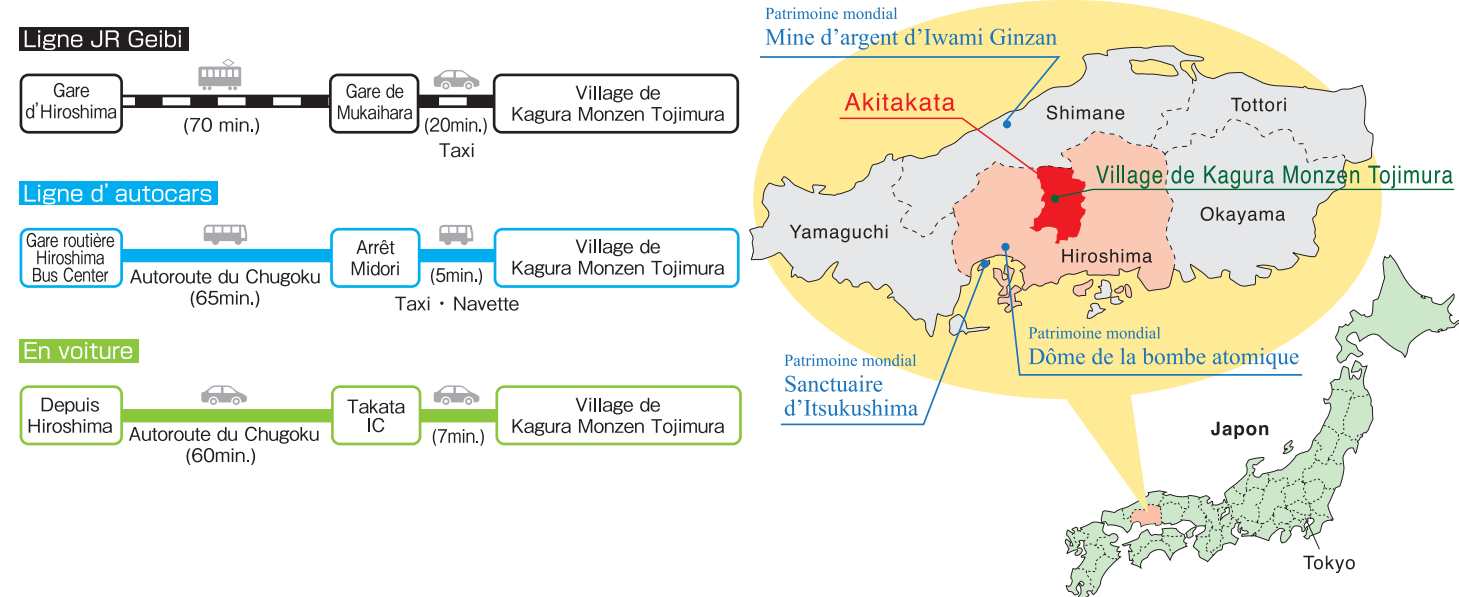 Ligne JR Geibi
Gare
d'Hiroshima
(70 min.)
Gare de
Mukaihara
(20min.)
Taxi
Village de
Kagura Monzen Tojimura
Ligne d'autocars
Gare routière
Hiroshima
Bus Center
Autoroute du Chugoku
(65min.)
Arrêt
Midori
(5min.)
Taxi・Navette
Village de
Kagura Monzen Tojimura
En voiture
Depuis
Hiroshima
Autoroute du Chugoku
(60min.)
Takata
IC
(7min.)
Village de
Kagura Monzen Tojimura
Patrimoine mondial
Mine d'argent d'Iwami Ginzan
Akitakata
Shimane
Tottori
Village de Kagura Monzen Tojimura
Okayama
Yamaguchi
Hiroshima
Patrimoine mondial
Dôme de la bombe atomique
Patrimoine mondial
Sanctuaire
d'Itsukushima
Japon
Tokyo